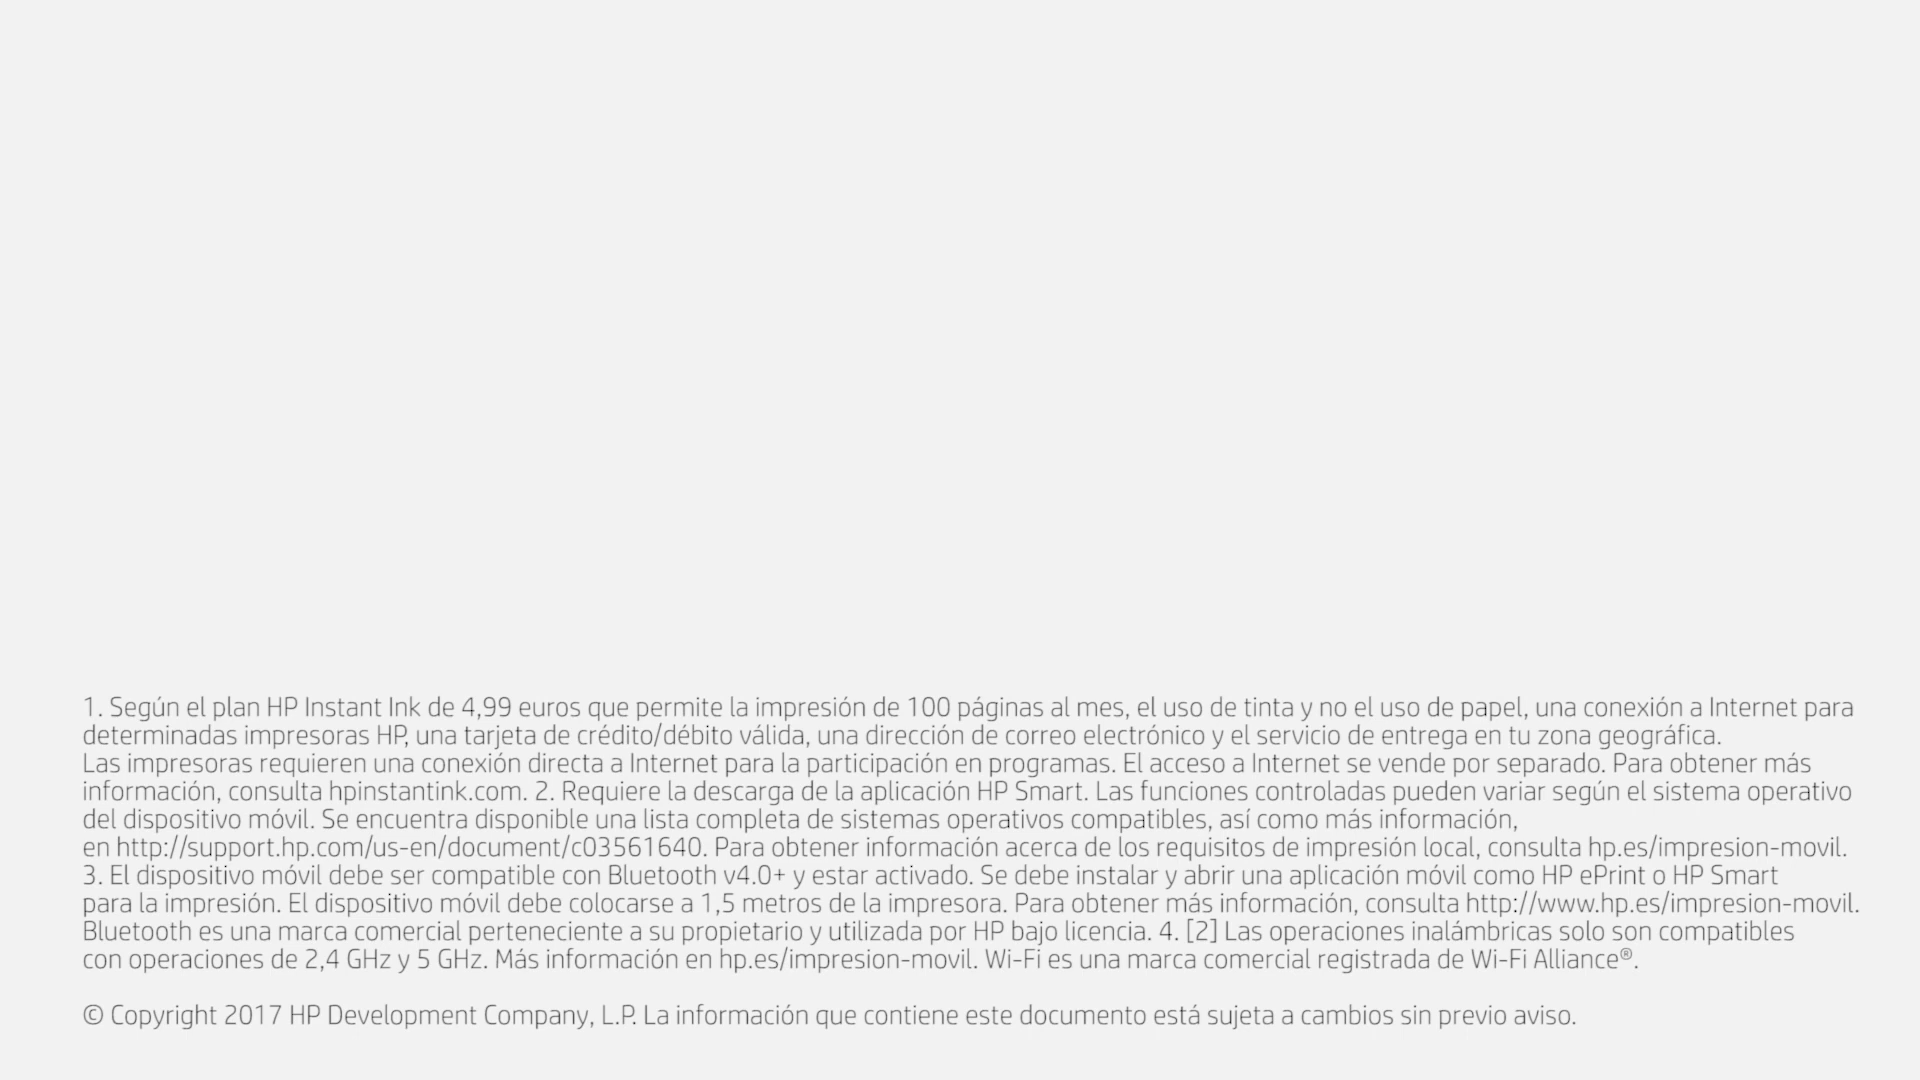 1. Según el plan HP Instant Ink de 4,99 euros que permite la impresión de 100 páginas al mes, el uso de tinta y no el uso de papel, una conexión a Internet para
determinadas impresoras HP, una tarjeta de crédito/débito válida, una dirección de correo electrónico y el servicio de entrega en tu zona geográfica.
Las impresoras requieren una conexión directa a Internet para la participación en programas. El acceso a Internet se vende por separado. Para obtener más
información, consulta hpinstantink.com. 2. Requiere la descarga de la aplicación HP Smart. Las funciones controladas pueden variar según el sistema operativo
del dispositivo móvil. Se encuentra disponible una lista completa de sistemas operativos compatibles, así como más información,
en http://support.hp.com/us-en/document/c03561640. Para obtener información acerca de los requisitos de impresión local, consulta hp.es/impresion-movil.
3. El dispositivo móvil debe ser compatible con Bluetooth v4.0+ y estar activado. Se debe instalar y abrir una aplicación móvil como HP ePrint o HP Smart
para la impresión. El dispositivo móvil debe colocarse a 1,5 metros de la impresora. Para obtener más información, consulta http://www.hp.es/impresion-movil.
Bluetooth es una marca comercial perteneciente a su propietario y utilizada por HP bajo licencia. 4. [2] Las operaciones inalámbricas solo son compatibles
con operaciones de 2,4 GHz y 5 GHz. Más información en hp.es/impresion-movil. Wi-Fi es una marca comercial registrada de Wi-Fi Alliance®.
© Copyright 2017 HP Development Company, L.P. La información que contiene este documento está sujeta a cambios sin previo aviso.